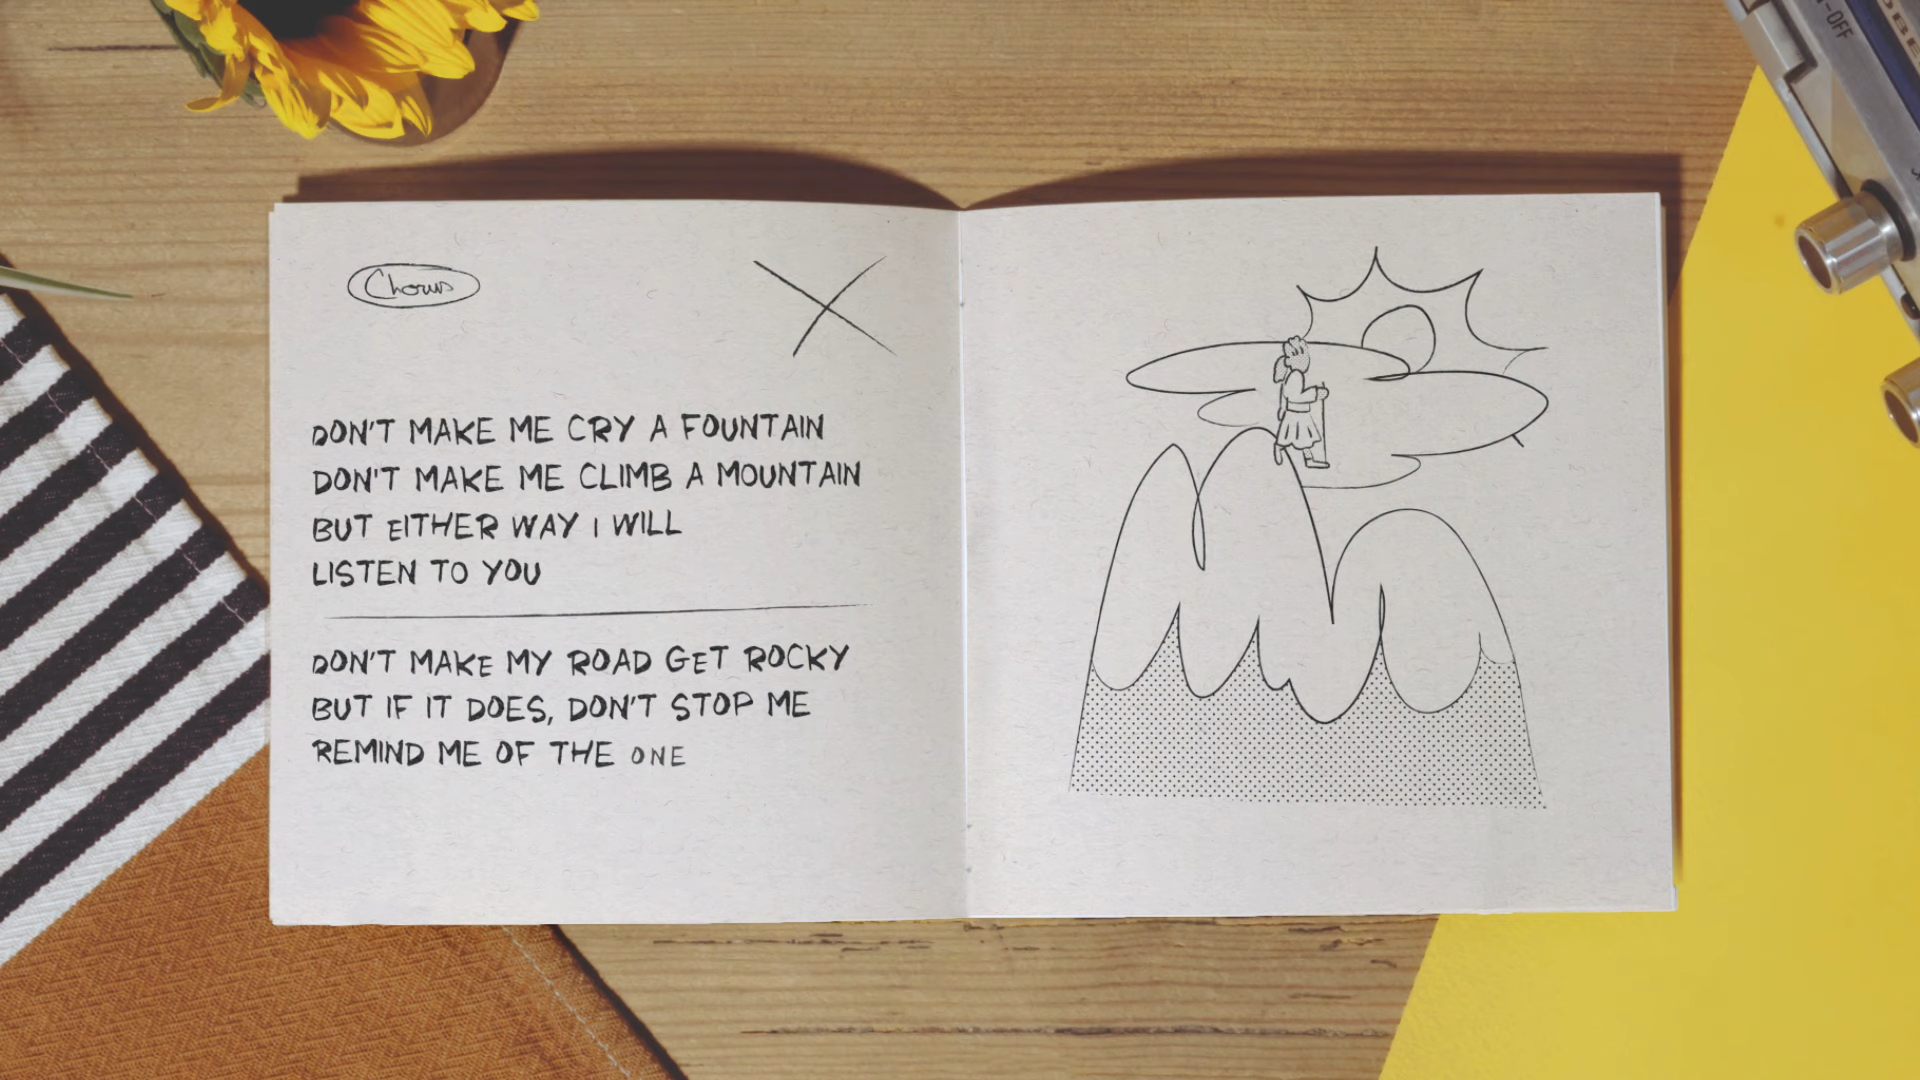 Chorus
DON'T MAKE ME CRY A FOUNTAIN
DON'T MAKE ME CLIMB A MOUNTAIN
BUT EITHER WAY I WILL
LISTEN TO YOU
DON'T MAKE MY ROAD GET ROCKY
BUT IF IT DOES, DON'T STOP ME
REMIND ME OF THE ONE
-OFF